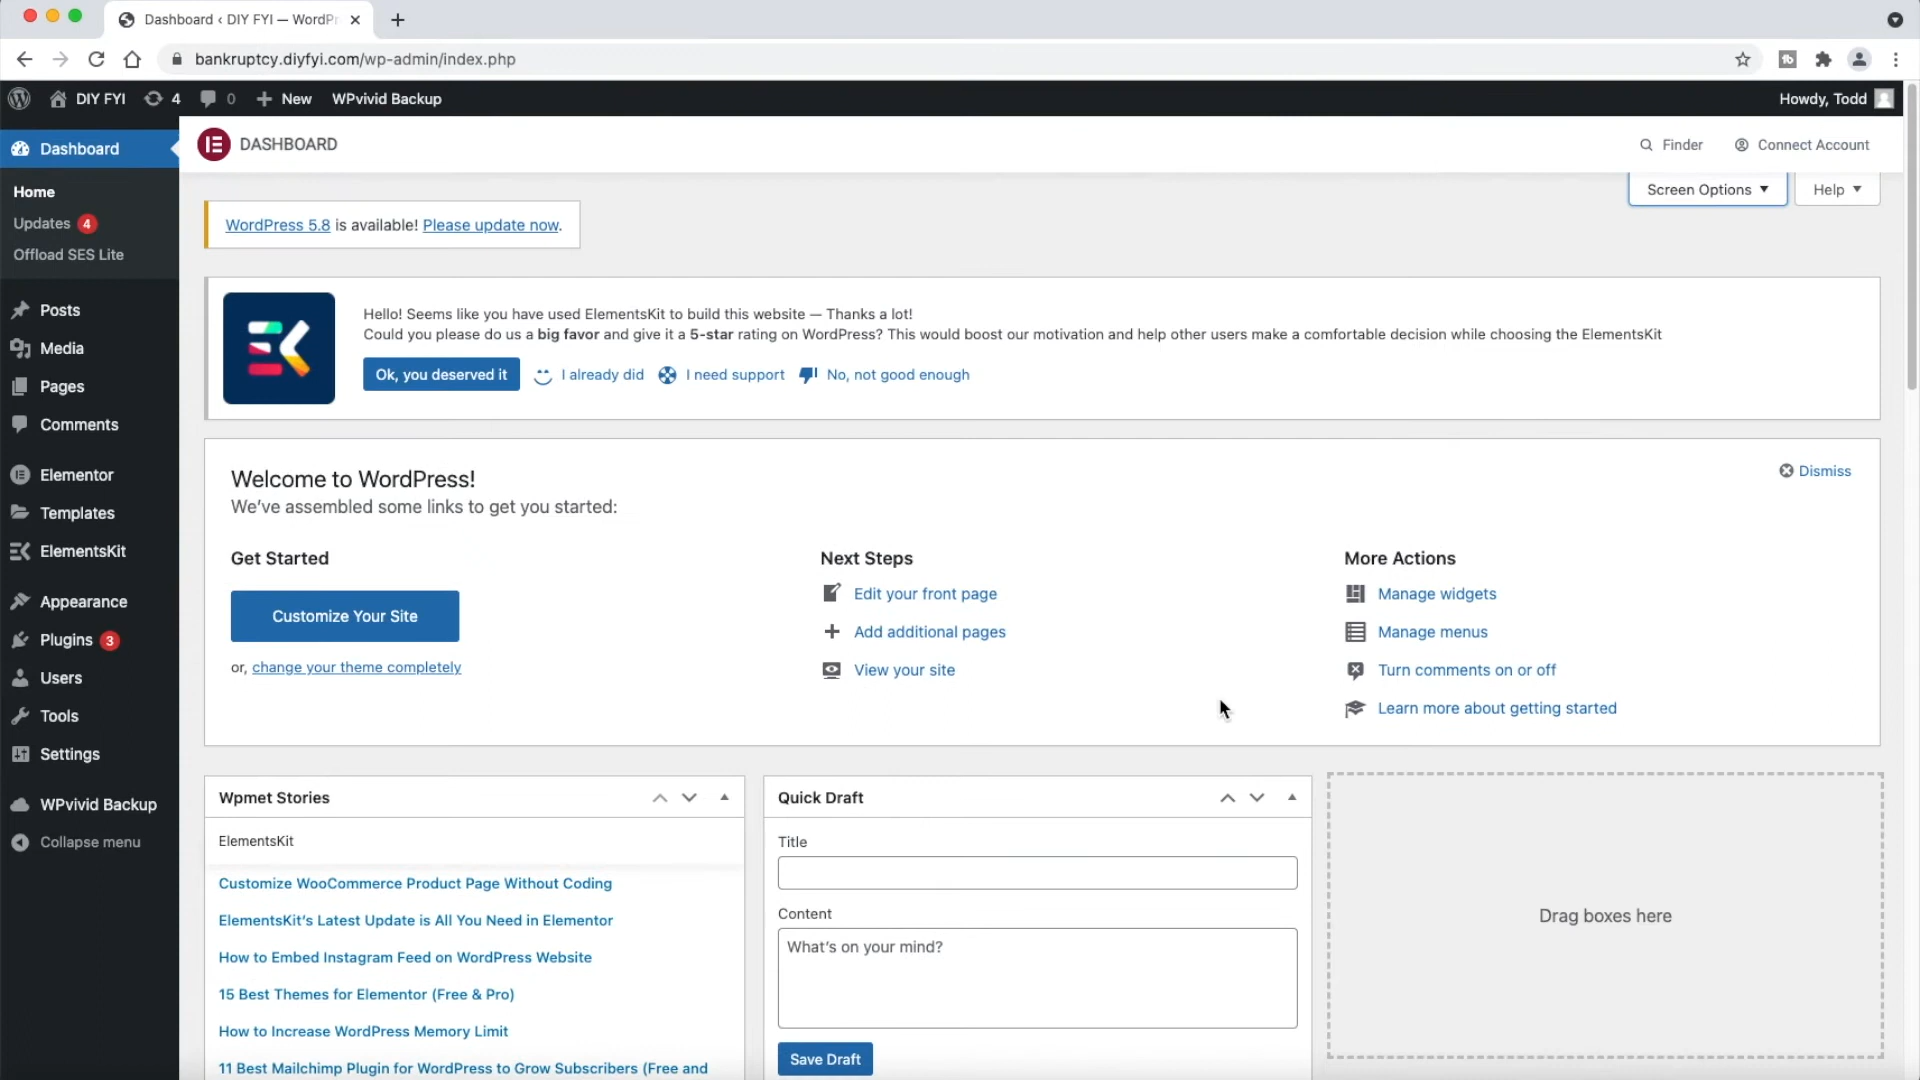 Dashboard ‹ DIY FYI — WordPr
bankruptcy.diyfyi.com/wp-admin/index.php
DIY FYI 4 0 New WPvivid Backup
Howdy, Todd
Dashboard
Home
Updates 4
Offload SES Lite
Posts
Media
Pages
Comments
Elementor
Templates
ElementsKit
Appearance
Plugins 3
Users
Tools
Settings
WPvivid Backup
Collapse menu
DASHBOARD
Finder
Connect Account
Screen Options
Help
WordPress 5.8 is available! Please update now.
Hello! Seems like you have used ElementsKit to build this website — Thanks a lot!
Could you please do us a big favor and give it a 5-star rating on WordPress? This would boost our motivation and help other users make a comfortable decision while choosing the ElementsKit
Ok, you deserved it
I already did
I need support
No, not good enough
Welcome to WordPress!
Dismiss
We've assembled some links to get you started:
Get Started
Customize Your Site
or, change your theme completely
Next Steps
Edit your front page
Add additional pages
View your site
More Actions
Manage widgets
Manage menus
Turn comments on or off
Learn more about getting started
Wpmet Stories
ElementsKit
Customize WooCommerce Product Page Without Coding
ElementsKit's Latest Update is All You Need in Elementor
How to Embed Instagram Feed on WordPress Website
15 Best Themes for Elementor (Free & Pro)
How to Increase WordPress Memory Limit
11 Best Mailchimp Plugin for WordPress to Grow Subscribers (Free and
Quick Draft
Title
Content
What's on your mind?
Save Draft
Drag boxes here